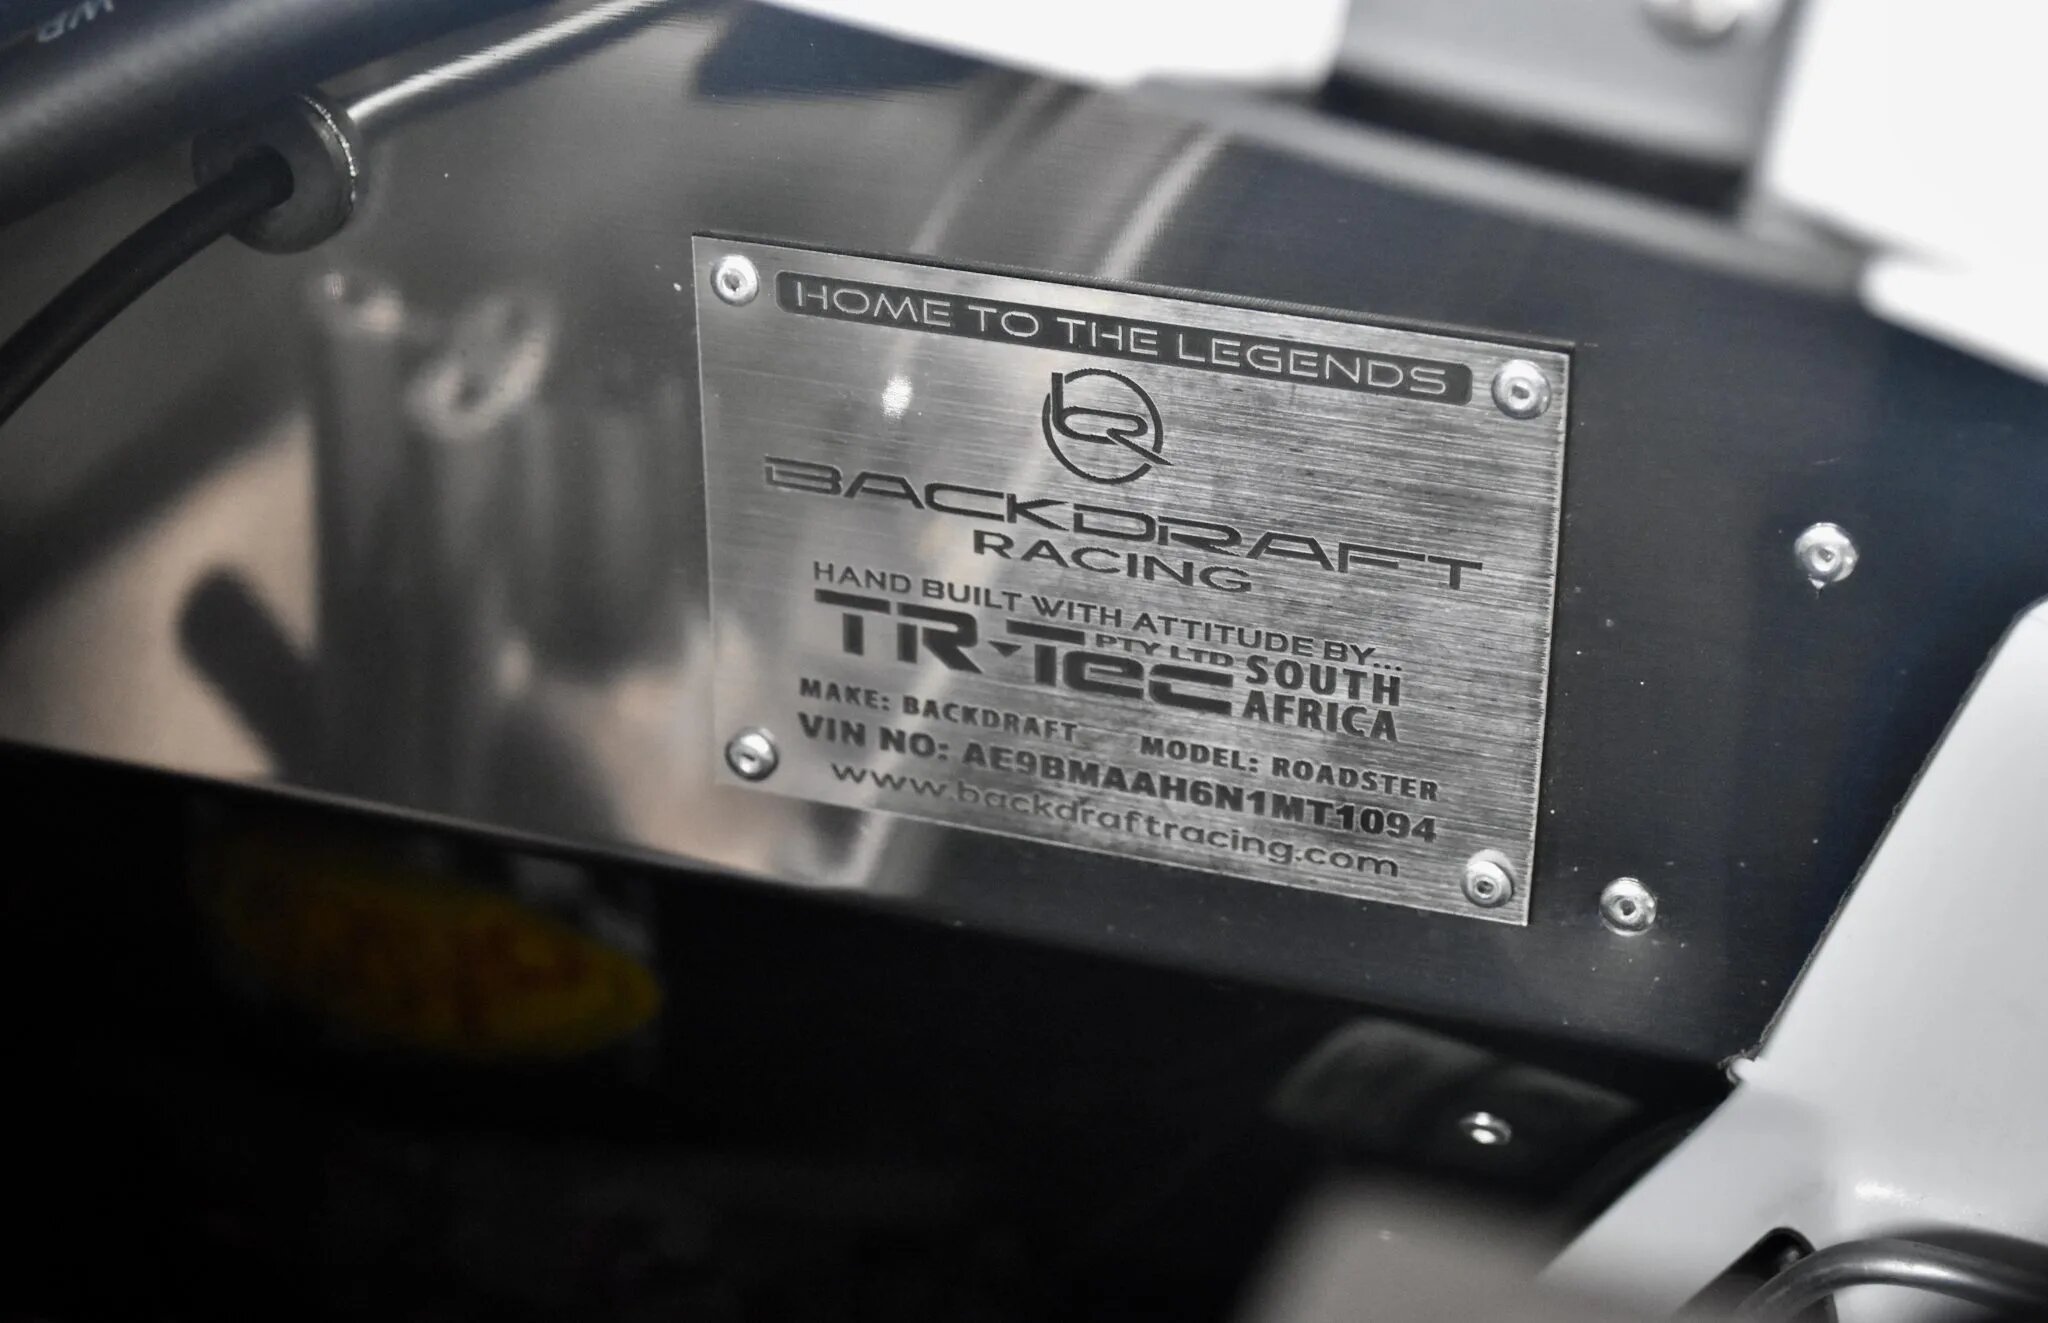 HOME TO THE LEGENDS
BACKDRAFT
RACING
HAND BUILT WITH ATTITUDE BY...
TR-Tec PTY LTD SOUTH AFRICA
MAKE: BACKDRAFT MODEL: ROADSTER
VIN NO: AE9BMAAH6N1MT1094
www.backdraftracing.com